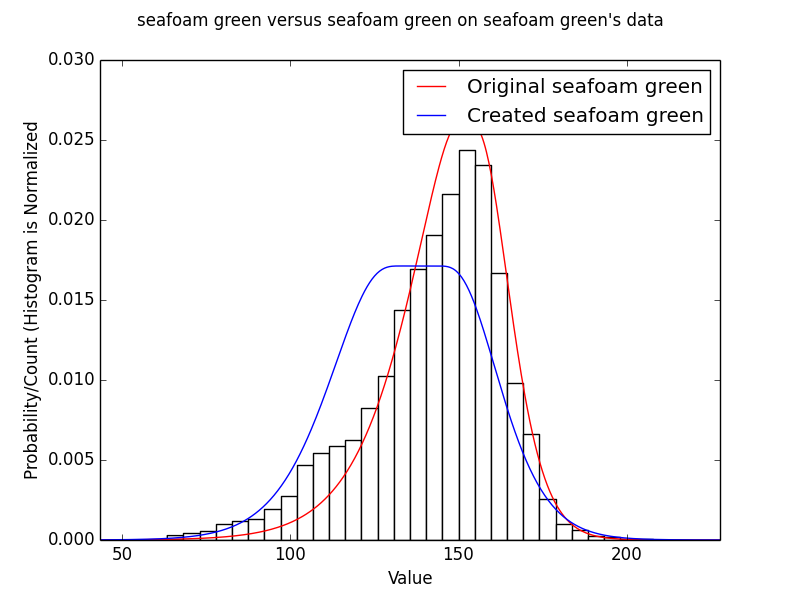 seafoam green versus seafoam green on seafoam green's data
Probability/Count (Histogram is Normalized
0.030
0.025
0.020
0.015
0.010
0.005
0.000
Original seafoam green
Created seafoam green
50
100
150
200
Value